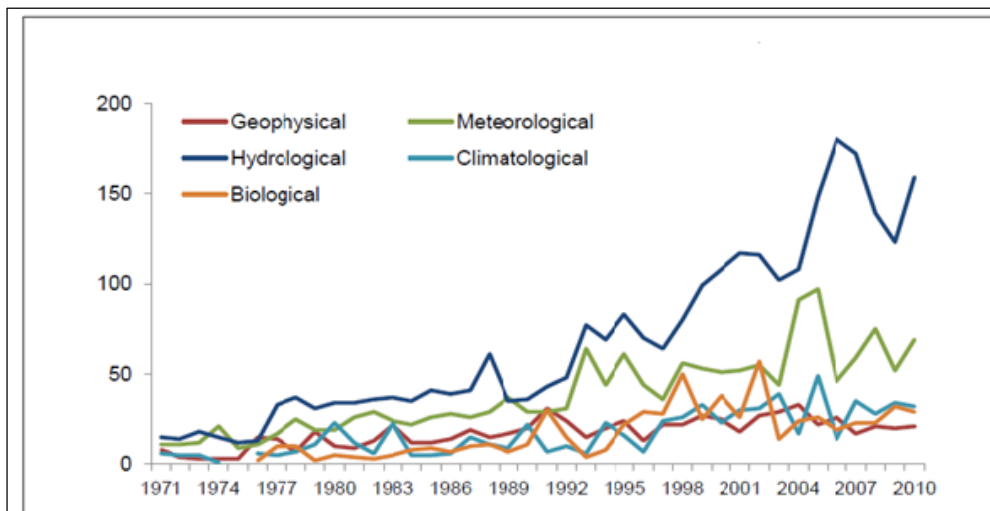 200
Geophysical Meteorological
Hydrological Climatological
150
Biological
100
50
0
1971 1974 1977 1980 1983 1986 1989 1992 1995 1998 2001 2004 2007 2010